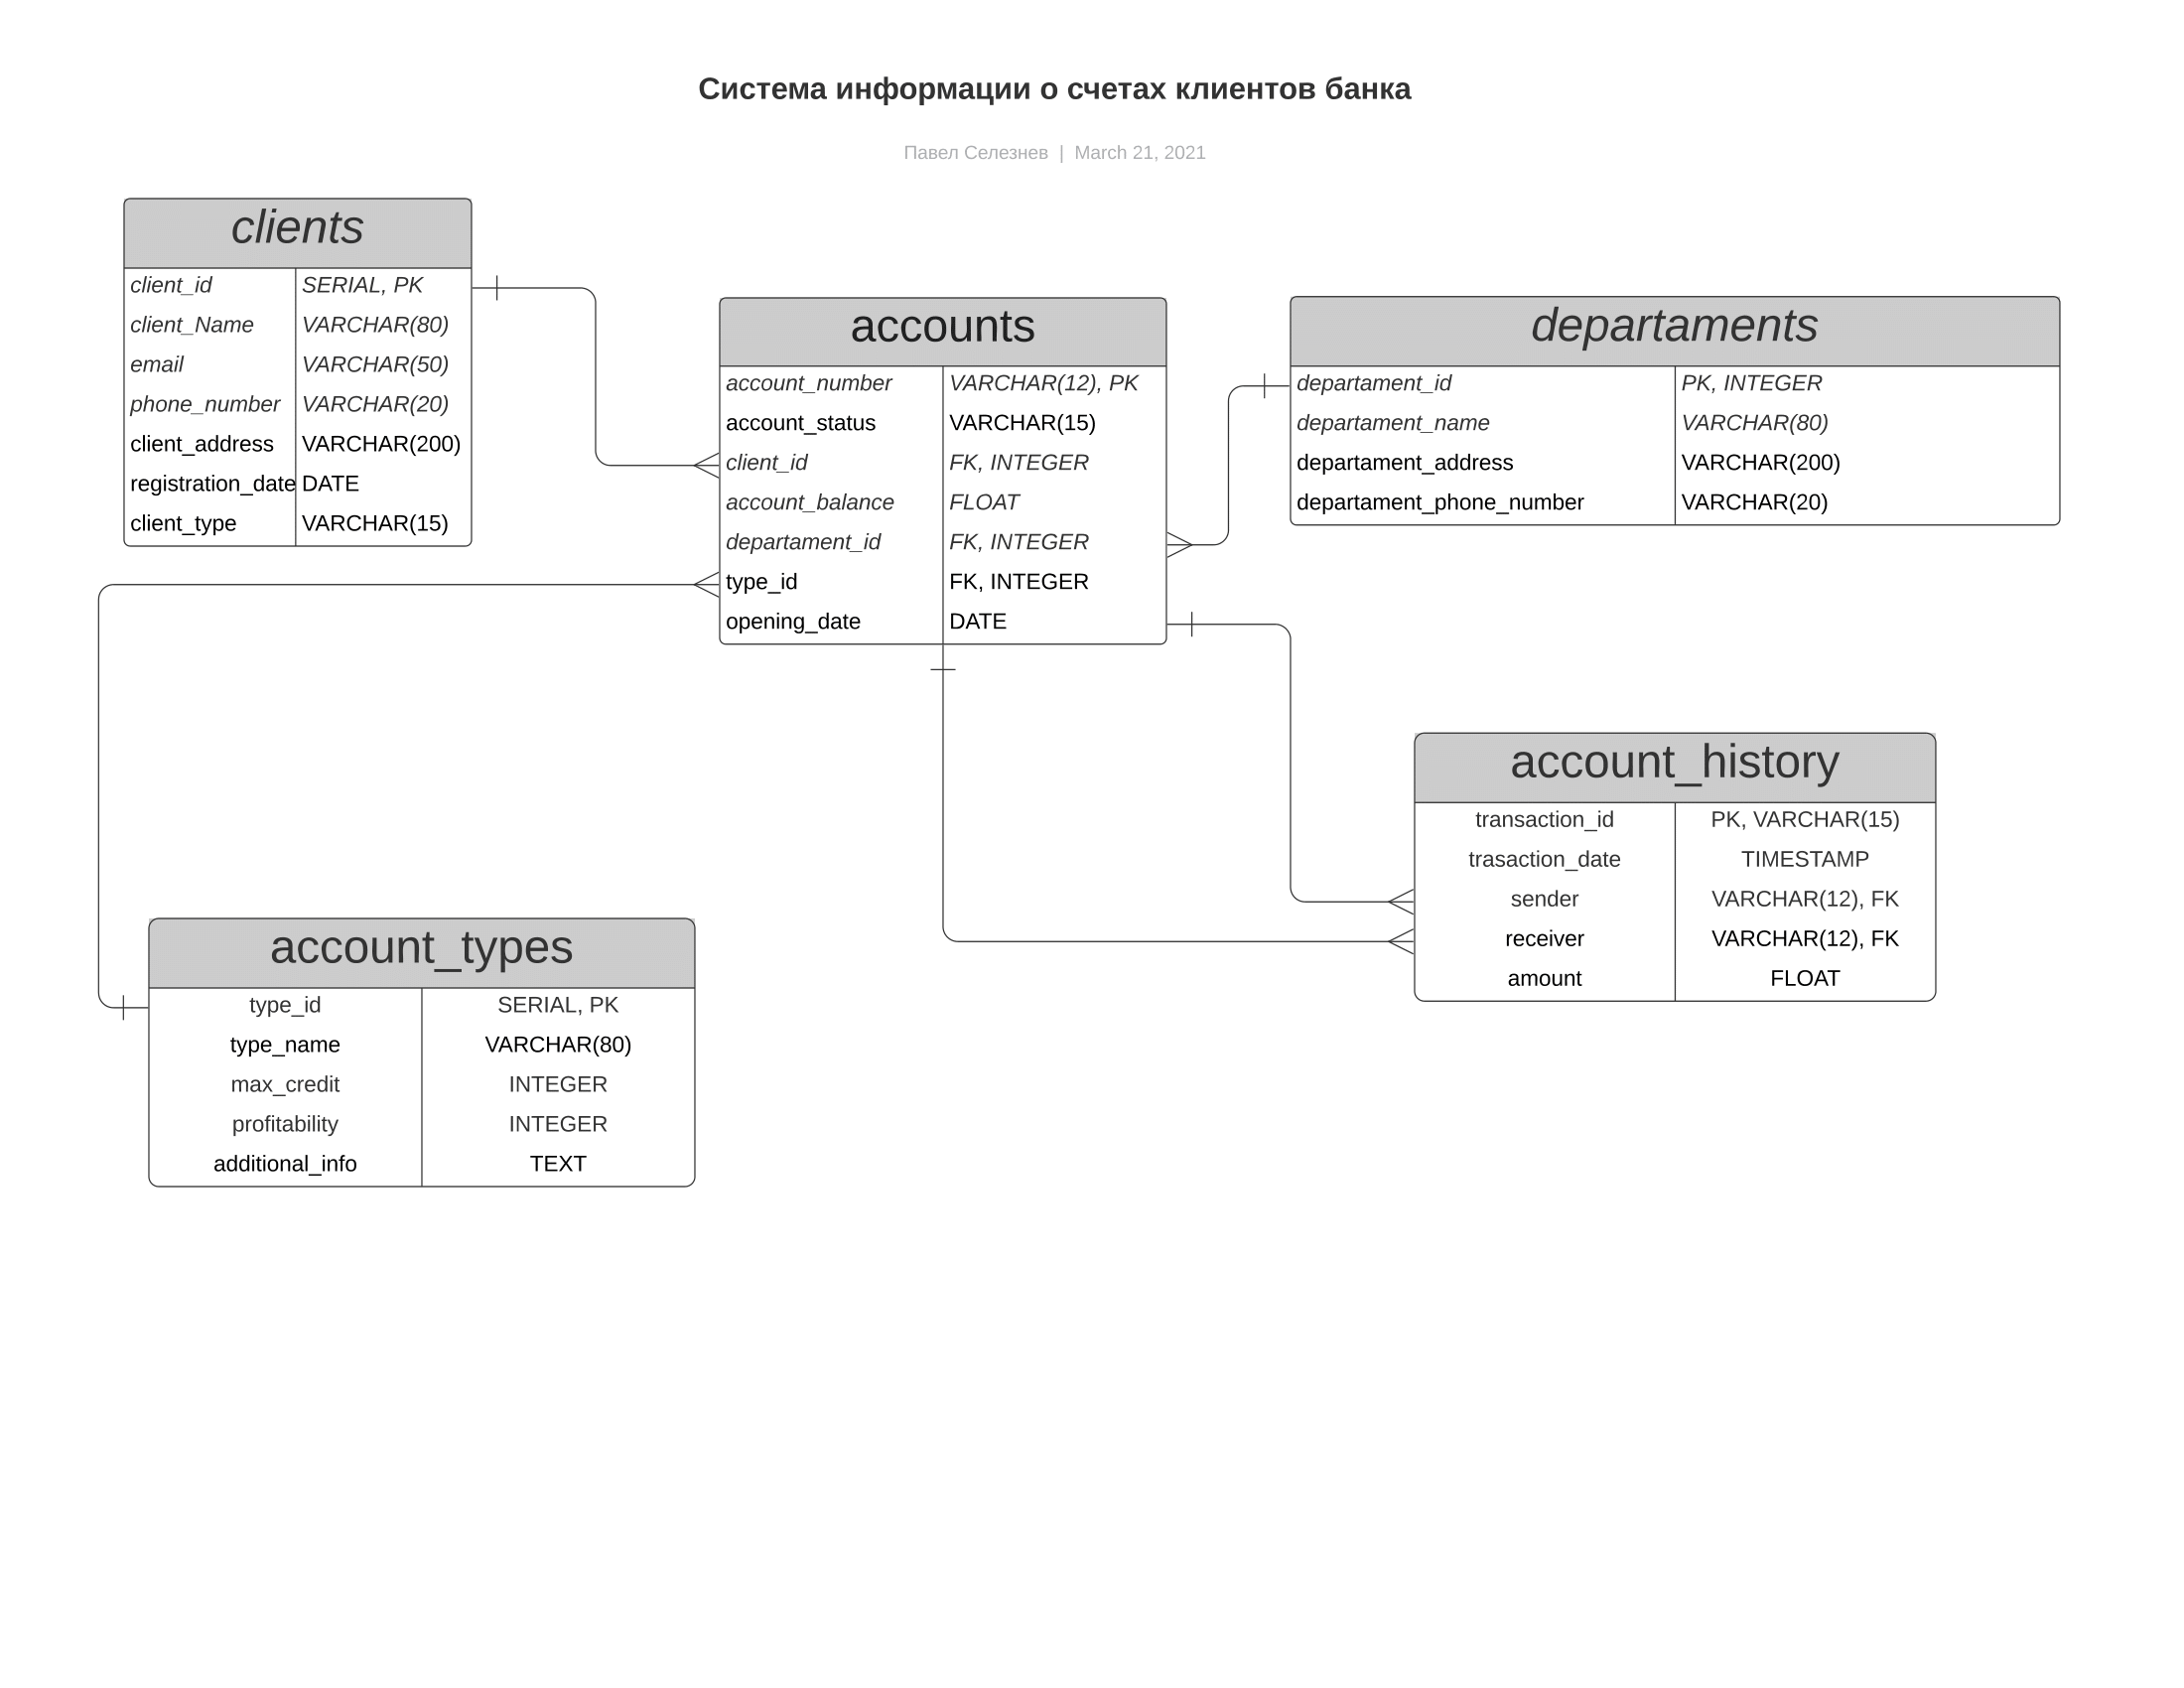 Система информации о счетах клиентов банка
Павел Селезнев | March 21, 2021
clients
client_id SERIAL, PK
client_Name VARCHAR(80)
email VARCHAR(50)
phone_number VARCHAR(20)
client_address VARCHAR(200)
registration_date DATE
client_type VARCHAR(15)
accounts
account_number VARCHAR(12), PK
account_status VARCHAR(15)
client_id FK, INTEGER
account_balance FLOAT
departament_id FK, INTEGER
type_id FK, INTEGER
opening_date DATE
departaments
departament_id PK, INTEGER
departament_name VARCHAR(80)
departament_address VARCHAR(200)
departament_phone_number VARCHAR(20)
account_history
transaction_id PK, VARCHAR(15)
trasaction_date TIMESTAMP
sender VARCHAR(12), FK
receiver VARCHAR(12), FK
amount FLOAT
account_types
type_id SERIAL, PK
type_name VARCHAR(80)
max_credit INTEGER
profitability INTEGER
additional_info TEXT